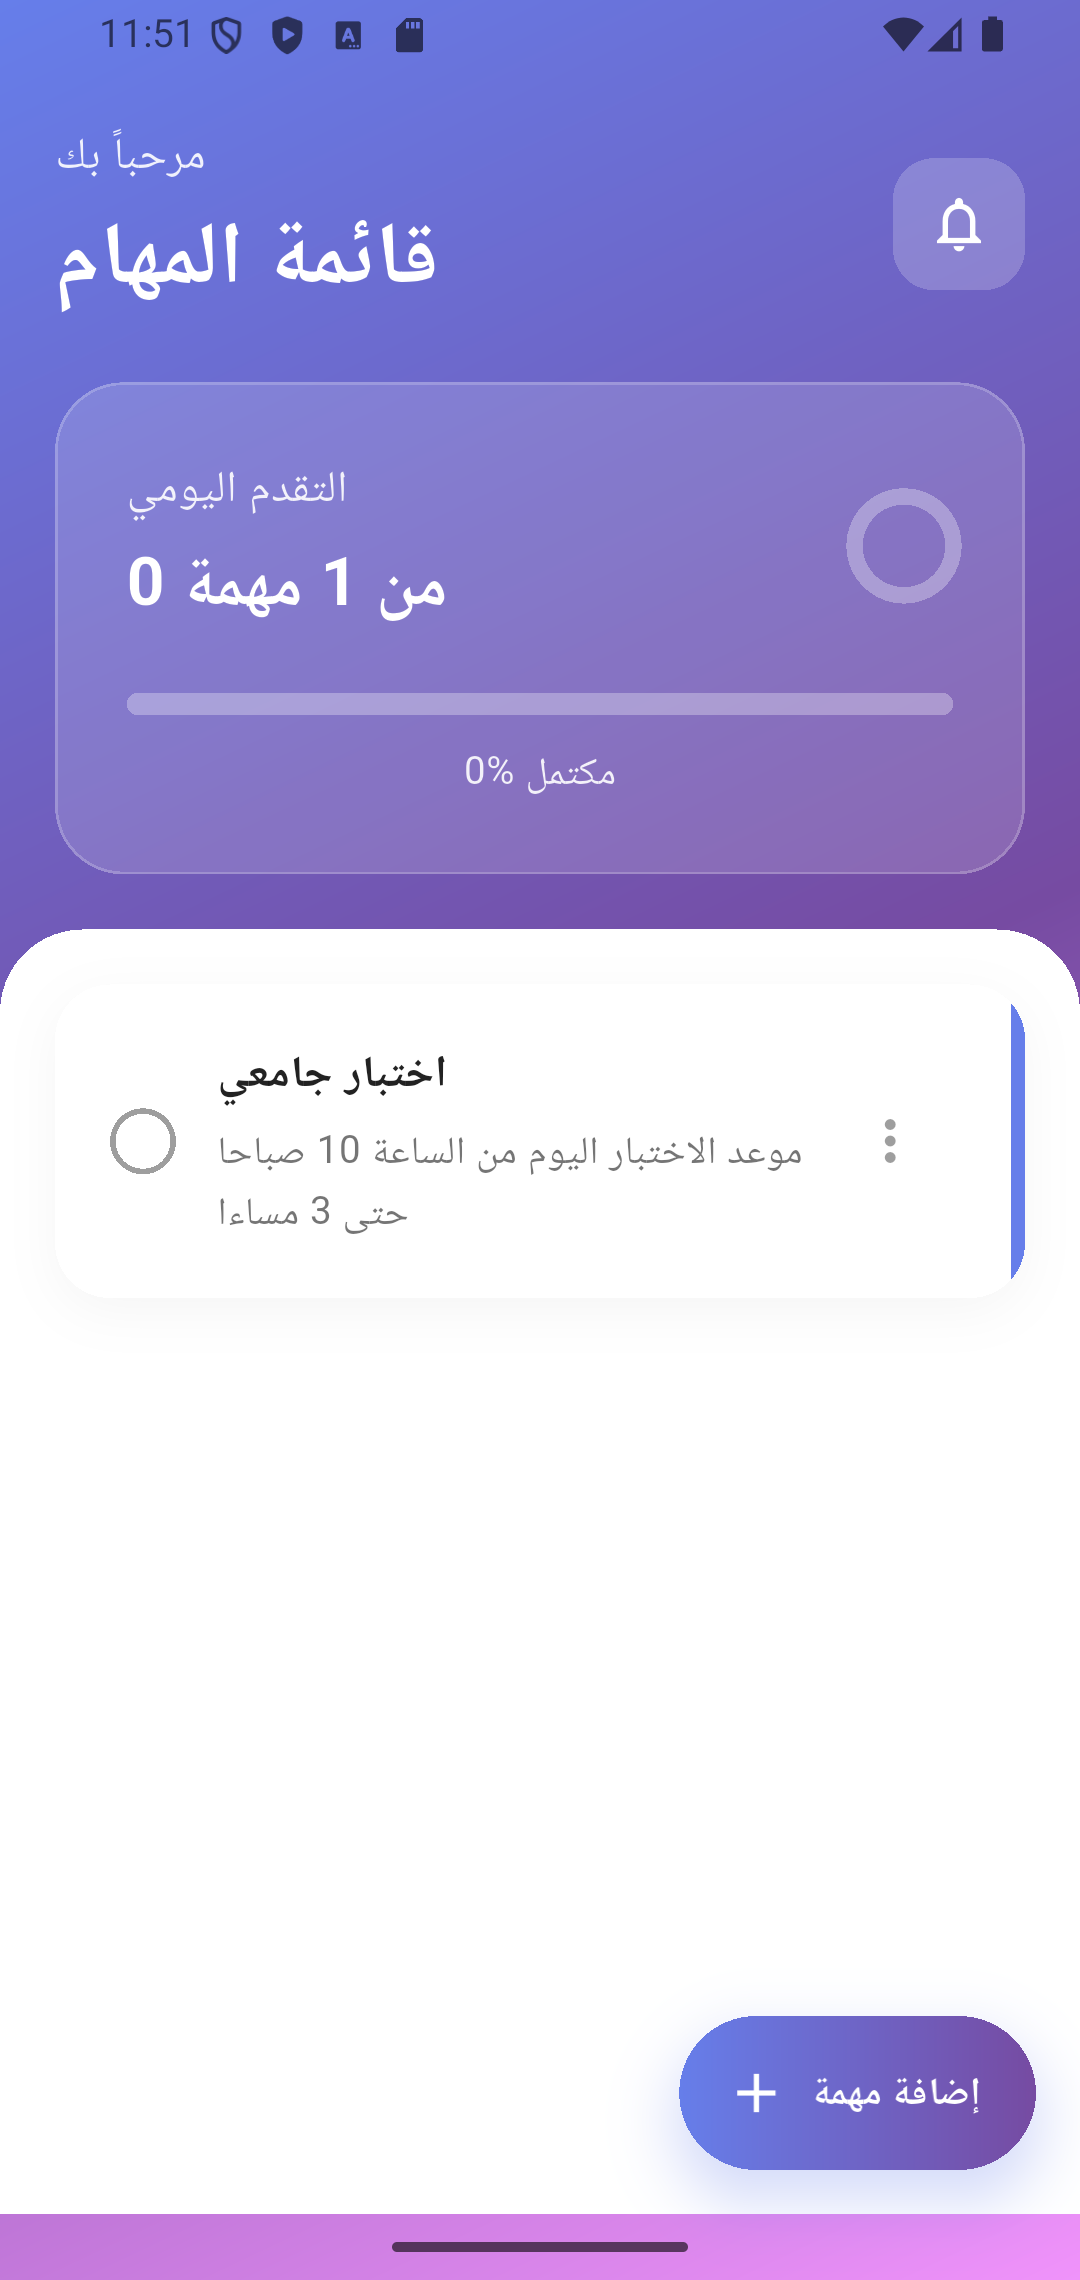 11:51
مرحباً بك
قائمة المهام
التقدم اليومي
0 من 1 مهمة
0% مكتمل
اختبار جامعي
موعد الاختبار اليوم من الساعة 10 صباحا
حتى 3 مساءا
إضافة مهمة